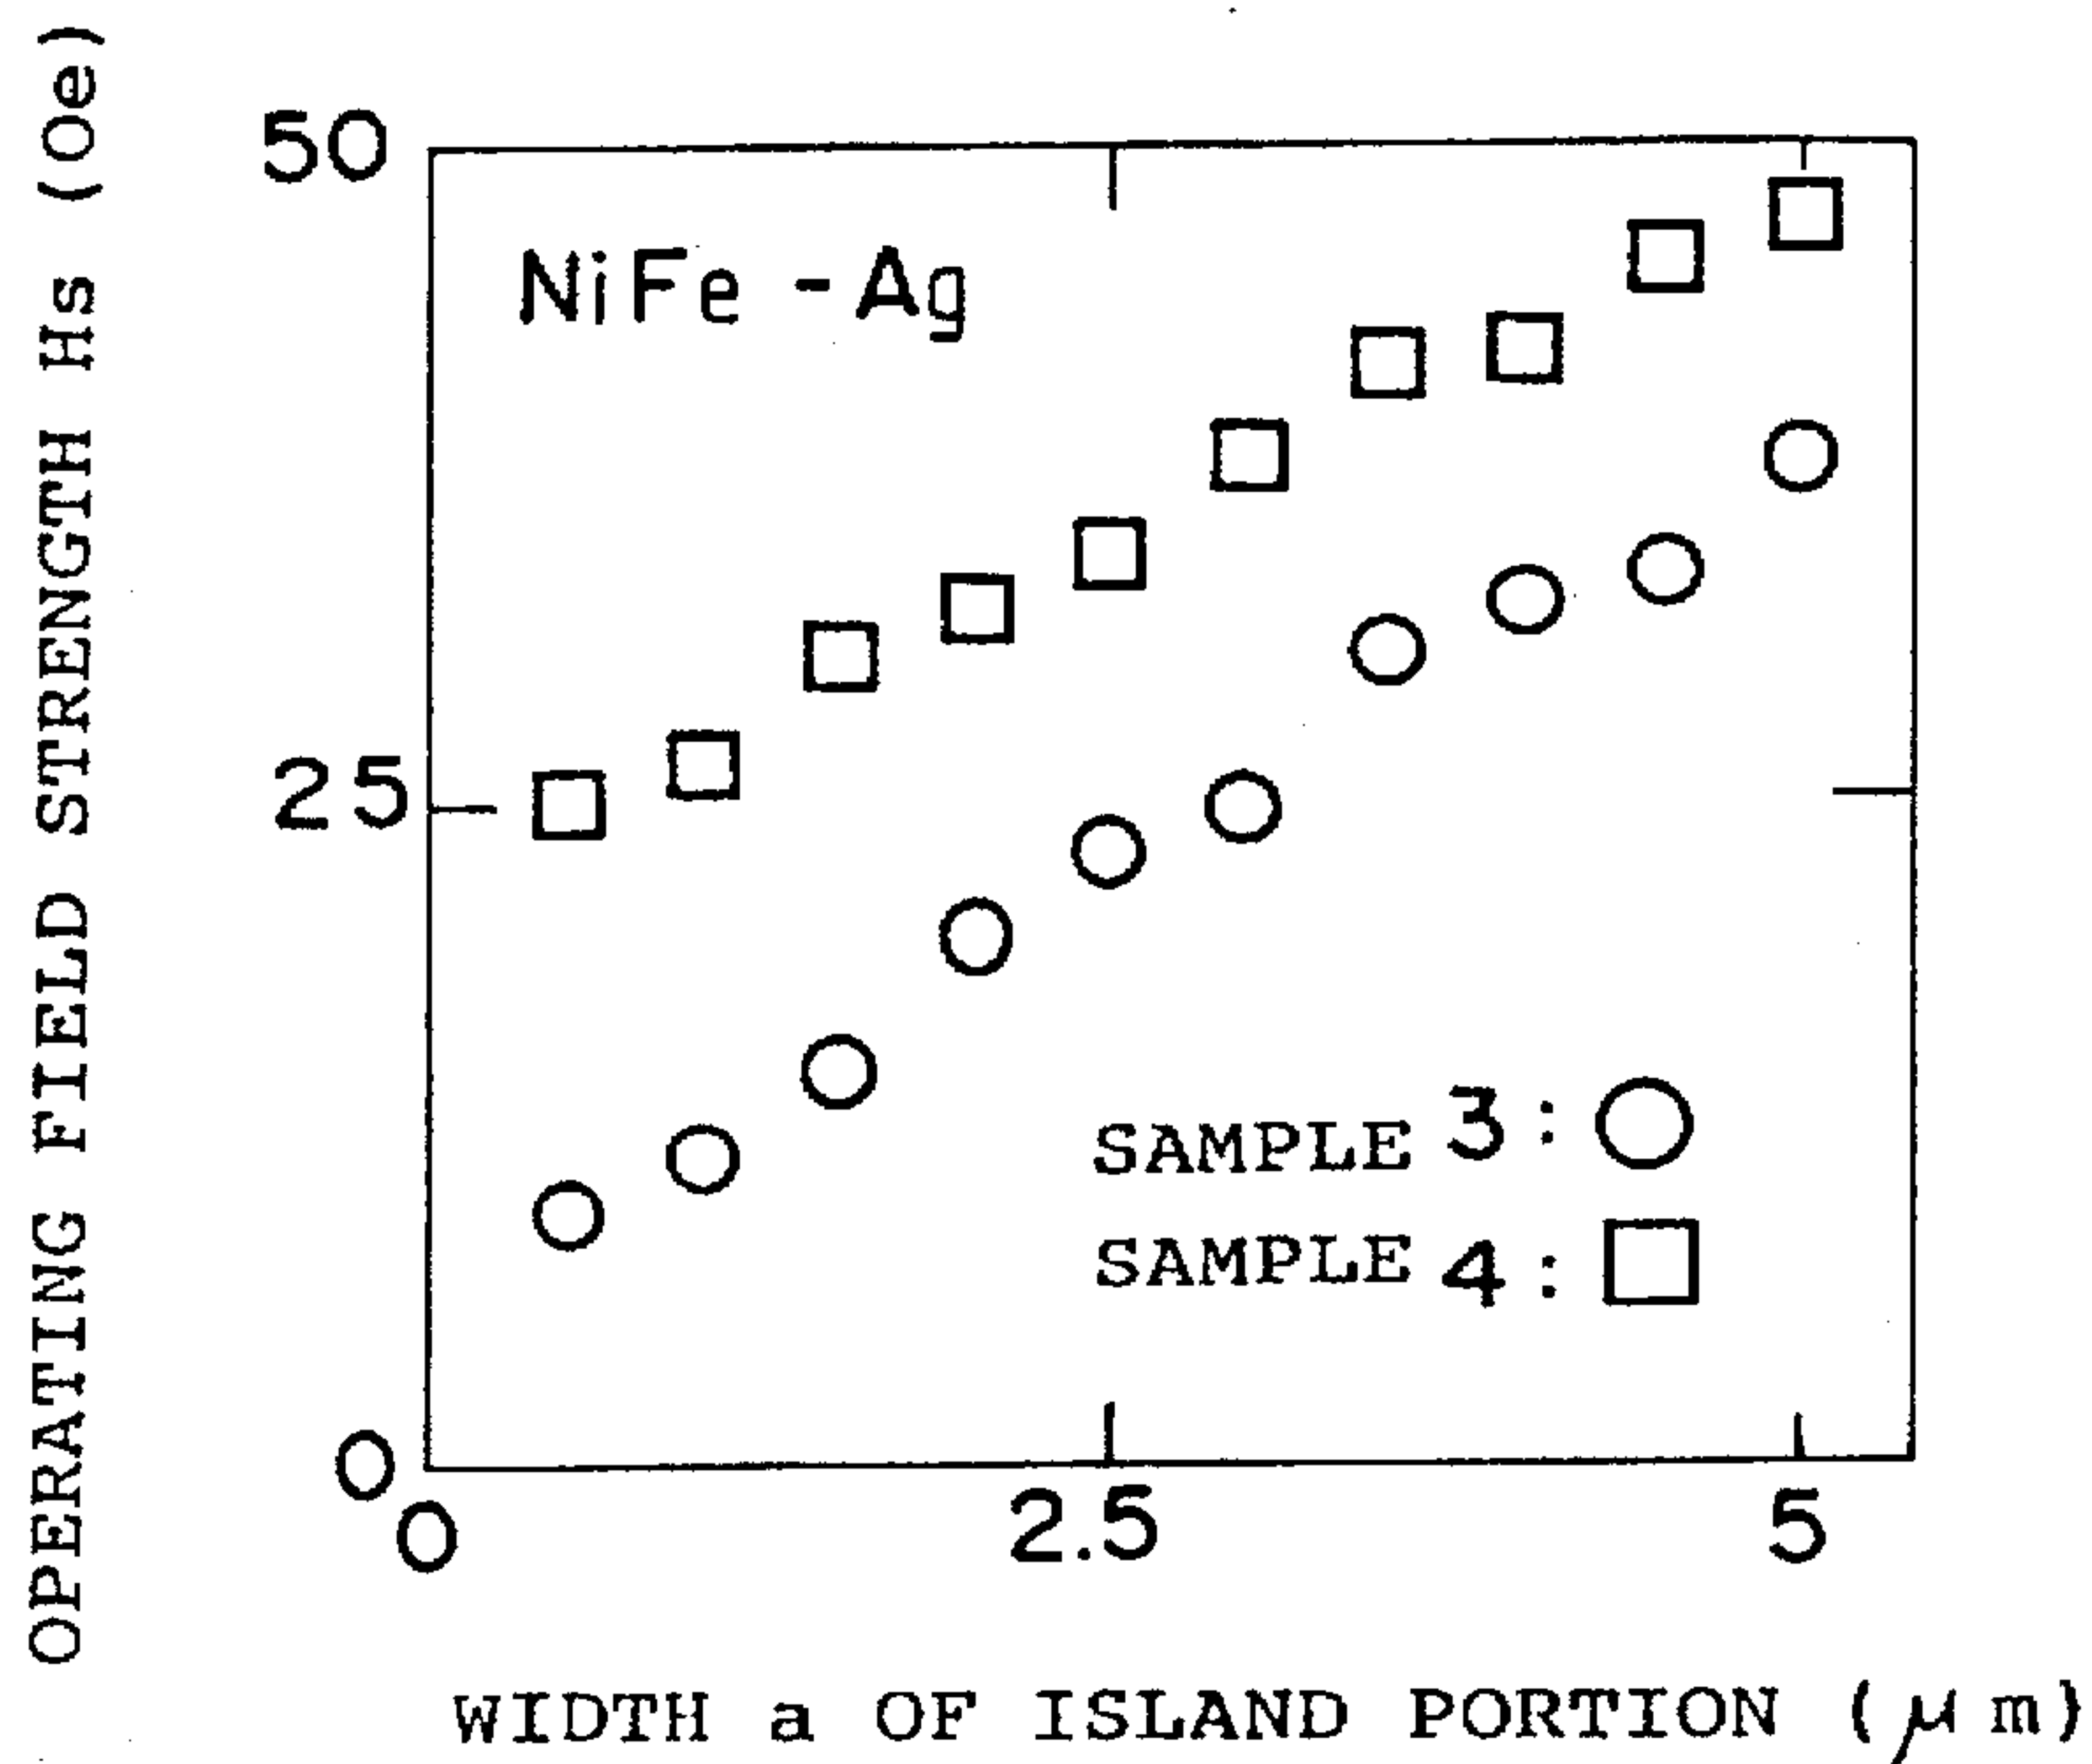 OPERATING FIELD STRENGTH Hs (Oe)
50
25
0
NiFe-Ag
SAMPLE 3:
SAMPLE 4:
0
2.5
5
WIDTH a OF ISLAND PORTION (μm)